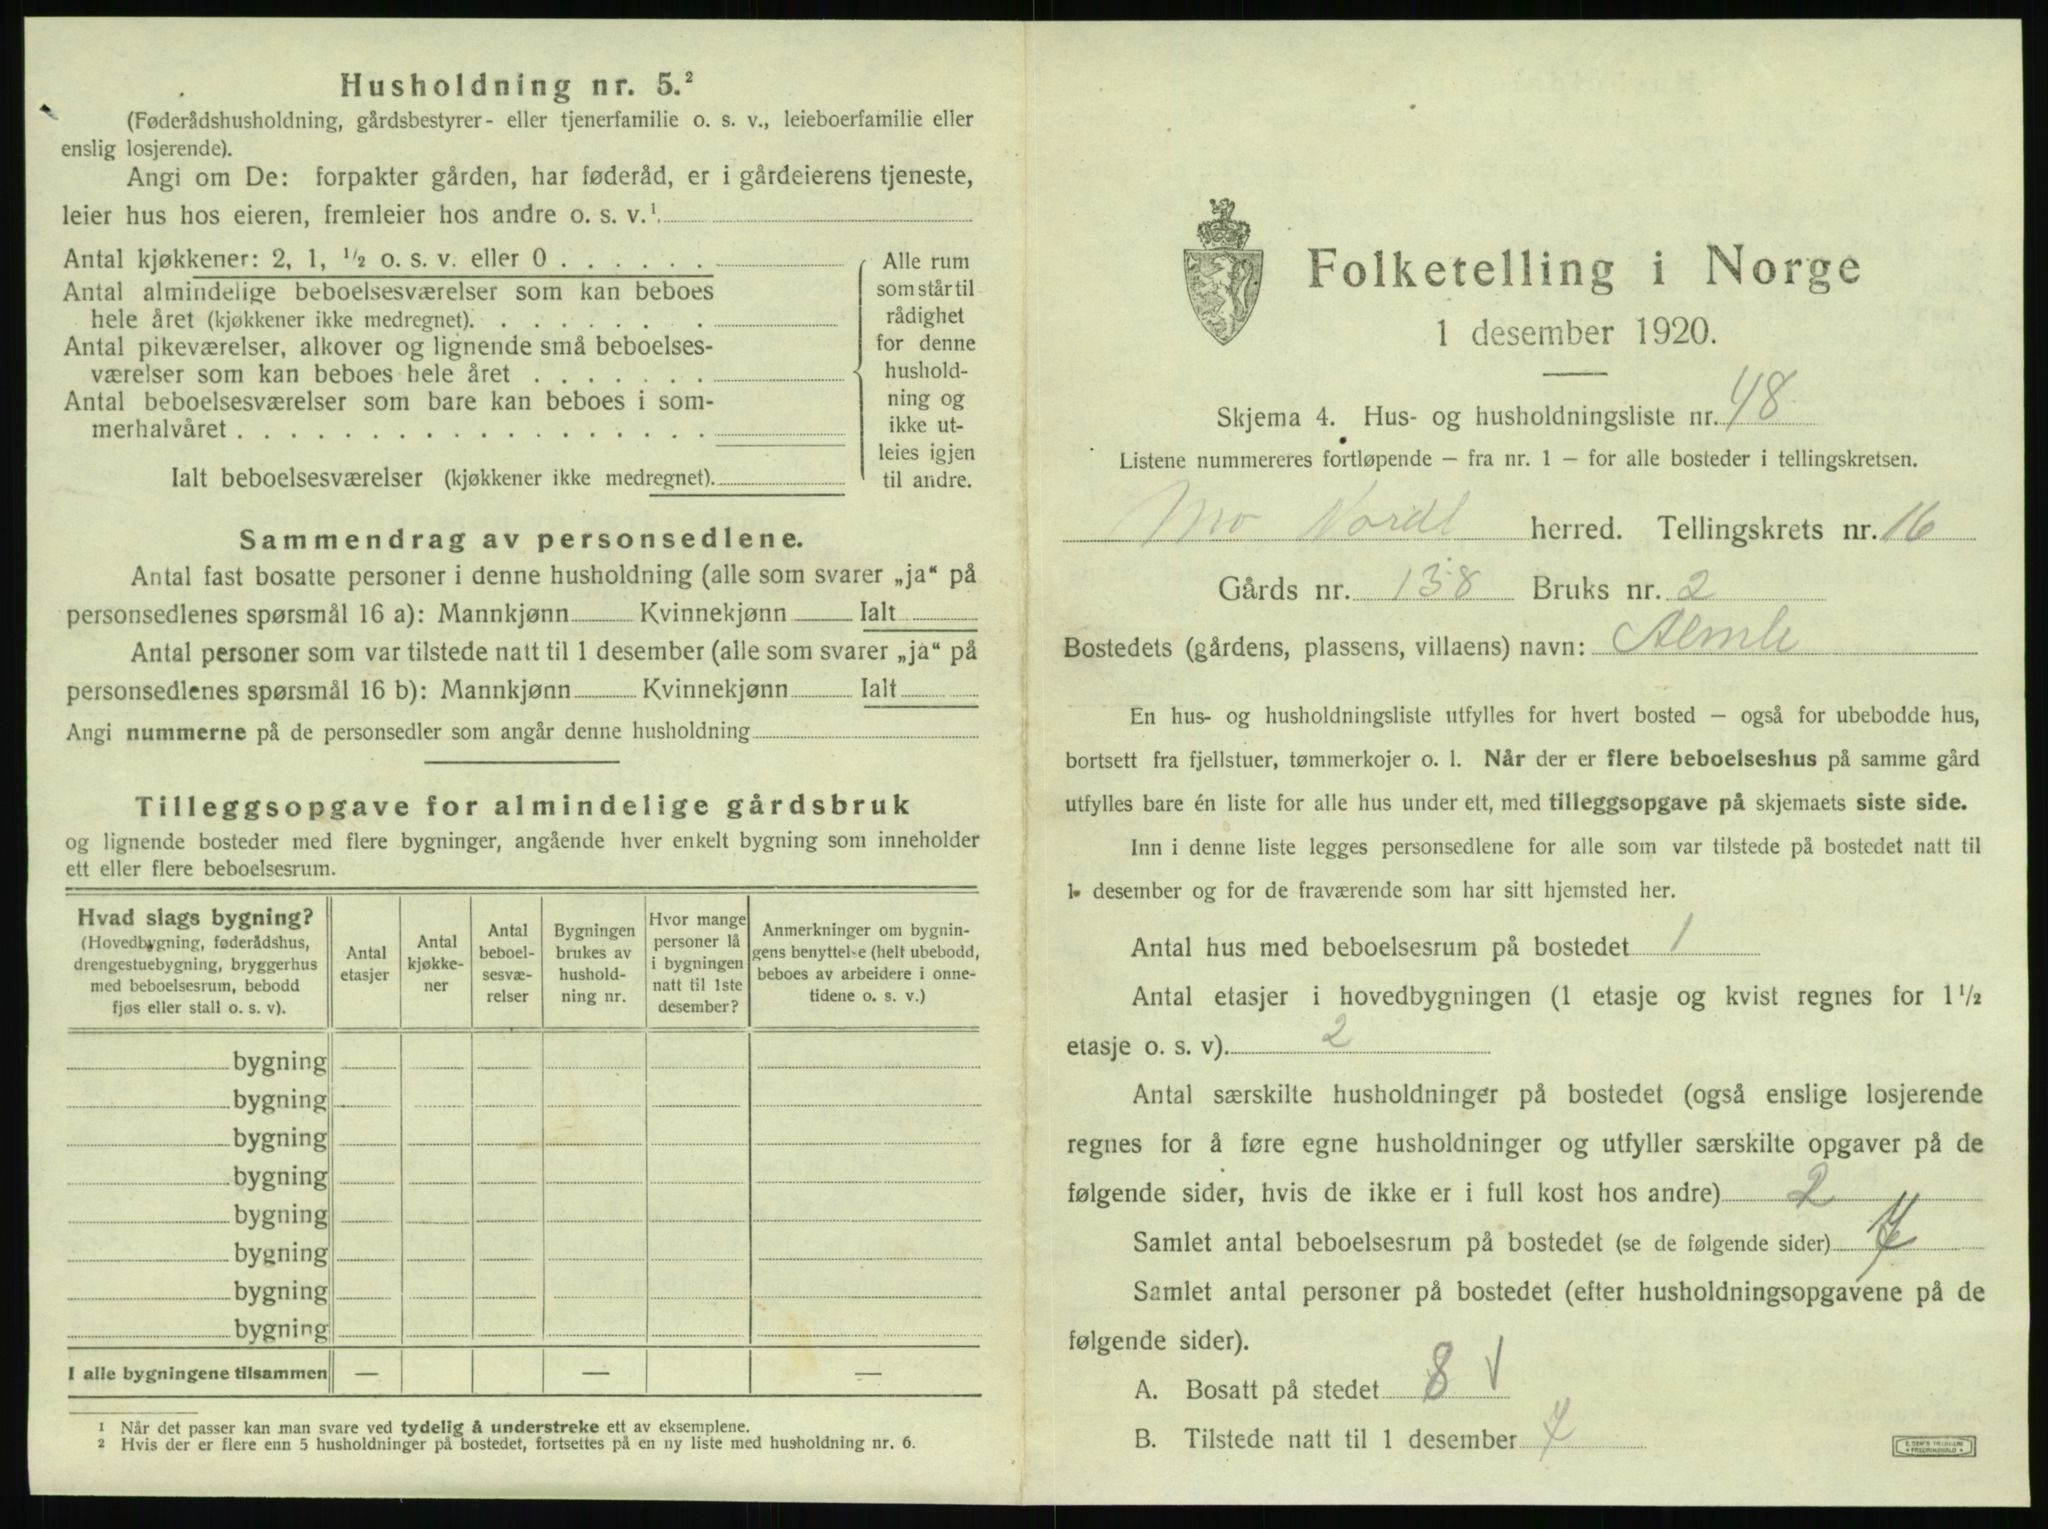 Husholdning nr. 5.²
(Føderådshusholdning, gårdsbestyrer- eller tjenerfamilie o. s. v., leieboerfamilie eller
enslig losjerende).
Angi om De: forpakter gården, har føderåd, er i gårdeierens tjeneste,
leier hus hos eieren, fremleier hos andre o. s. v.¹
Antal kjøkkener: 2, 1, ½ o. s. v. eller 0 . . . . . .
Antal almindelige beboelsesværelser som kan beboes
hele året (kjøkkener ikke medregnet). . . . . . . .
Antal pikeværelser, alkover og lignende små beboelses-
værelser som kan beboes hele året . . . . . . .
Antal beboelsesværelser som bare kan beboes i som-
merhalvåret . . . . . . . . . . . . . . . . . .
Ialt beboelsesværelser (kjøkkener ikke medregnet).
Alle rum
som står til
rådighet
for denne
hushold-
ning og
ikke ut-
leies igjen
til andre.
Sammendrag av personsedlene.
Antal fast bosatte personer i denne husholdning (alle som svarer „ja“ på
personsedlenes spørsmål 16 a): Mannkjønn Kvinnekjønn Ialt
Antal personer som var tilstede natt til 1 desember (alle som svarer „ja“ på
personsedlenes spørsmål 16 b): Mannkjønn Kvinnekjønn Ialt
Angi nummerne på de personsedler som angår denne husholdning
Tilleggsopgave for almindelige gårdsbruk
og lignende bosteder med flere bygninger, angående hver enkelt bygning som inneholder
ett eller flere beboelsesrum.
Hvad slags bygning?
(Hovedbygning, føderådshus,
drengestuebygning, bryggerhus
med beboelsesrum, bebodd
fjøs eller stall o. s. v).
Antal
etasjer
Antal
kjøkke-
ner
Antal
beboel-
sesvæ-
relser
Bygningen
brukes av
hushold-
ning nr.
Hvor mange
personer lå
i bygningen
natt til 1ste
desember?
Anmerkninger om bygnin-
gens benyttelse (helt ubebodd,
beboes av arbeidere i onne-
tidene o. s. v.)
bygning
bygning
bygning
bygning
bygning
bygning
bygning
bygning
I alle bygningene tilsammen — — —
¹ Når det passer kan man svare ved tydelig å understreke ett av eksemplene.
² Hvis der er flere enn 5 husholdninger på bostedet, fortsettes på en ny liste med husholdning nr. 6.
Folketelling i Norge
1 desember 1920.
Skjema 4. Hus- og husholdningsliste nr. 48
Listene nummereres fortløpende – fra nr. 1 – for alle bosteder i tellingskretsen.
Mo Nordl herred. Tellingskrets nr. 16
Gårds nr. 138 Bruks nr. 2
Bostedets (gårdens, plassens, villaens) navn: Almli
En hus- og husholdningsliste utfylles for hvert bosted – også for ubebodde hus,
bortsett fra fjellstuer, tømmerkojer o. l. Når der er flere beboelseshus på samme gård
utfylles bare én liste for alle hus under ett, med tilleggsopgave på skjemaets siste side.
Inn i denne liste legges personsedlene for alle som var tilstede på bostedet natt til
1. desember og for de fraværende som har sitt hjemsted her.
Antal hus med beboelsesrum på bostedet 1
Antal etasjer i hovedbygningen (1 etasje og kvist regnes for 1 ½
etasje o. s. v). 2
Antal særskilte husholdninger på bostedet (også enslige losjerende
regnes for å føre egne husholdninger og utfyller særskilte opgaver på de
følgende sider, hvis de ikke er i full kost hos andre) 2
Samlet antal beboelsesrum på bostedet (se de følgende sider) 7
Samlet antal personer på bostedet (efter husholdningsopgavene på de
følgende sider).
A. Bosatt på stedet 8 V
B. Tilstede natt til 1 desember 7